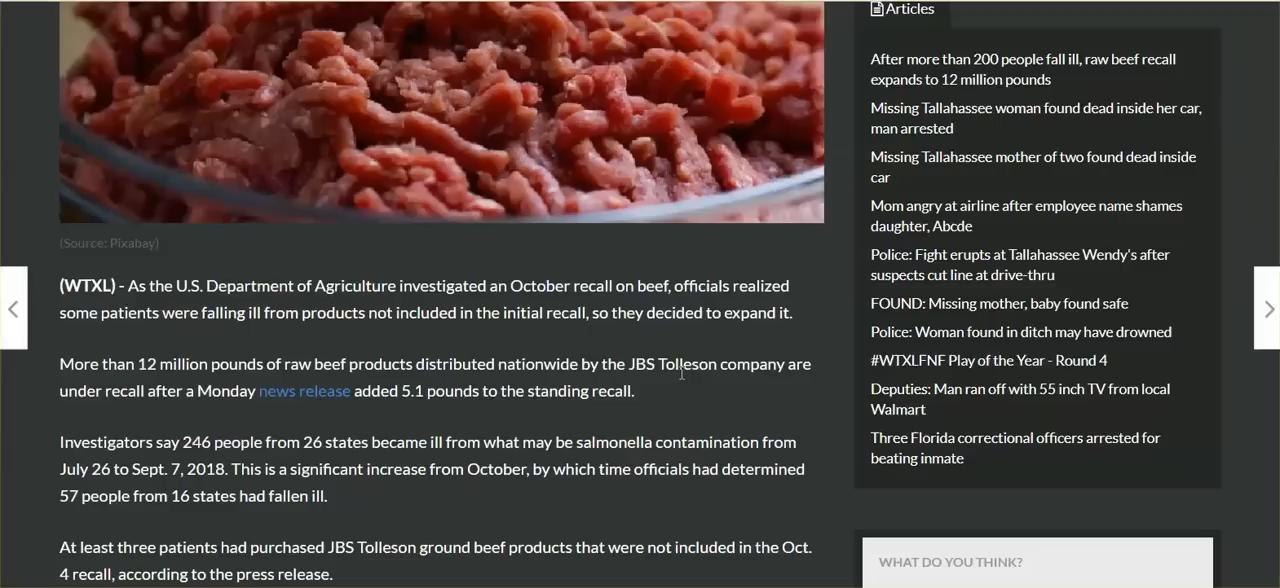 (Source: Pixabay)
(WTXL) - As the U.S. Department of Agriculture investigated an October recall on beef, officials realized
some patients were falling ill from products not included in the initial recall, so they decided to expand it.
More than 12 million pounds of raw beef products distributed nationwide by the JBS Tolleson company are
under recall after a Monday news release added 5.1 pounds to the standing recall.
Investigators say 246 people from 26 states became ill from what may be salmonella contamination from
July 26 to Sept. 7, 2018. This is a significant increase from October, by which time officials had determined
57 people from 16 states had fallen ill.
At least three patients had purchased JBS Tolleson ground beef products that were not included in the Oct.
4 recall, according to the press release.
Articles
After more than 200 people fall ill, raw beef recall
expands to 12 million pounds
Missing Tallahassee woman found dead inside her car,
man arrested
Missing Tallahassee mother of two found dead inside
car
Mom angry at airline after employee name shames
daughter, Abcde
Police: Fight erupts at Tallahassee Wendy's after
suspects cut line at drive-thru
FOUND: Missing mother, baby found safe
Police: Woman found in ditch may have drowned
#WTXLFNF Play of the Year - Round 4
Deputies: Man ran off with 55 inch TV from local
Walmart
Three Florida correctional officers arrested for
beating inmate
WHAT DO YOU THINK?